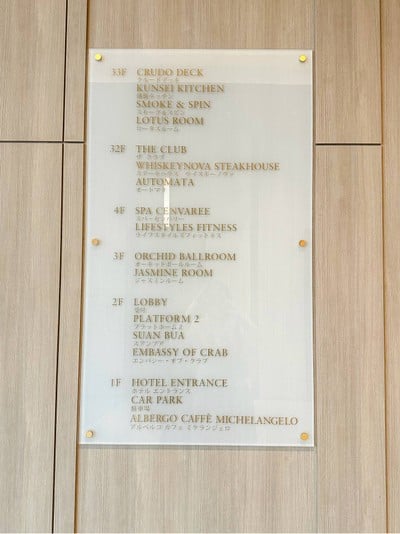 33F CRUDO DECK
クルードデッキ
KUNSEI KITCHEN
燻製キッチン
SMOKE & SPIN
スモーク&スピン
LOTUS ROOM
ロータスルーム
32F THE CLUB
ザ クラブ
WHISKEYNOVA STEAKHOUSE
ステーキハウス ウイスキーノヴァ
AUTOMATA
オートマタ
4F SPA CENVAREE
スパ・センバリー
LIFESTYLES FITNESS
ライフスタイルズフィットネス
3F ORCHID BALLROOM
オーキッドボールルーム
JASMINE ROOM
ジャスミンルーム
2F LOBBY
PLATFORM 2
プラットフォーム 2
SUAN BUA
スアンブア
EMBASSY OF CRAB
エンバシー・オブ・クラブ
1F HOTEL ENTRANCE
ホテル エントランス
CAR PARK
駐車場
ALBERGO CAFFÈ MICHELANGELO
アルベルゴ カフェ ミケランジェロ